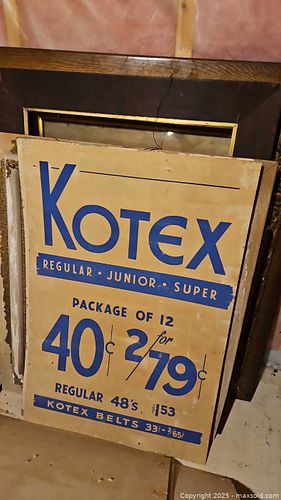 KOTEX
REGULAR • JUNIOR • SUPER
PACKAGE OF 12
40¢ 2 for 79¢
REGULAR 48's $1.53
KOTEX BELTS 33¢ - 2/65¢
Copyright 2025 - maxsold.com